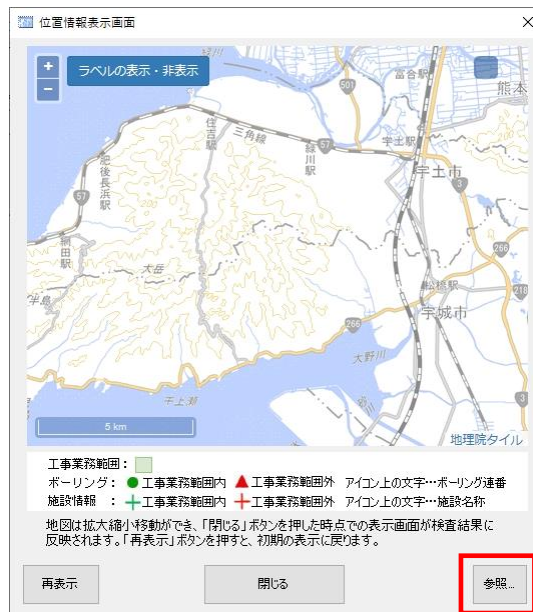 位置情報表示画面
+
−
ラベルの表示・非表示
緑川
富合駅
501
熊本
住吉駅
三角線
57
緑川駅
宇土駅
宇土市
肥後長浜駅
57
3
網田駅
266
大岳
半島
松橋駅
218
宇城市
266
大野川
3
5 km
地理院タイル
工事業務範囲：
ボーリング：●工事業務範囲内 ▲工事業務範囲外 アイコン上の文字…ボーリング連番
施設情報 ：+工事業務範囲内 +工事業務範囲外 アイコン上の文字…施設名称
地図は拡大縮小移動ができ、「閉じる」ボタンを押した時点での表示画面が検査結果に
反映されます。「再表示」ボタンを押すと、初期の表示に戻ります。
再表示
閉じる
参照...